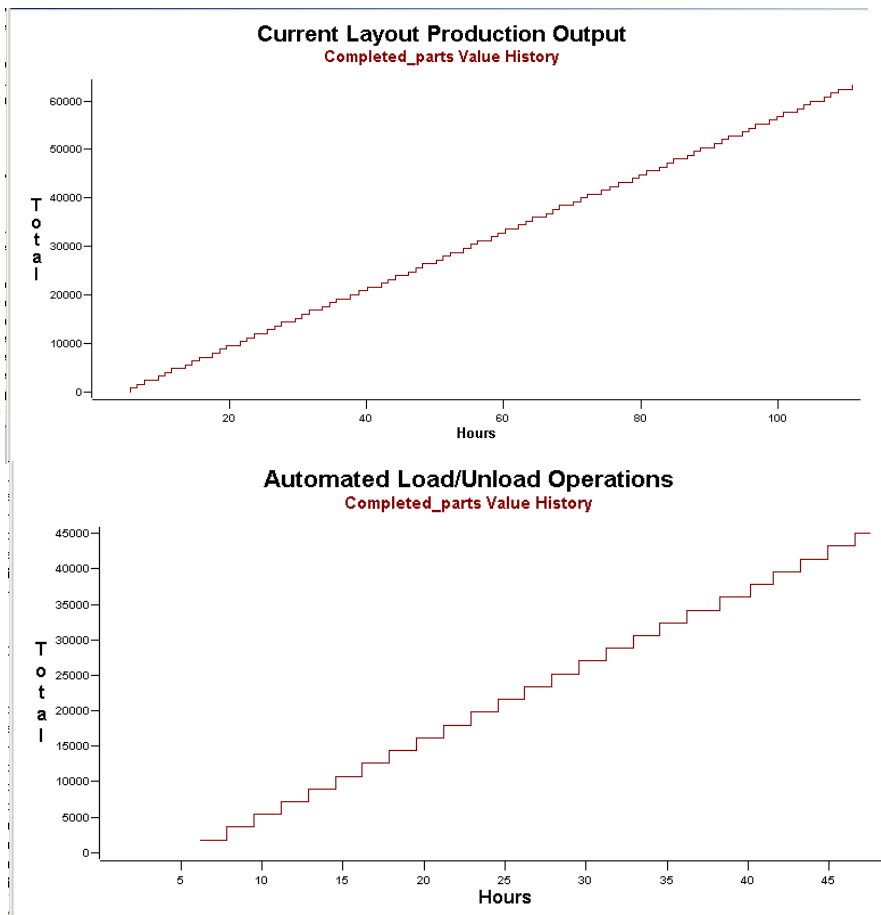 Current Layout Production Output
Completed_parts Value History
60000
50000
40000
30000
20000
10000
0
Total
20 40 60 80 100
Hours
Automated Load/Unload Operations
Completed_parts Value History
45000
40000
35000
30000
25000
20000
15000
10000
5000
0
Total
5 10 15 20 25 30 35 40 45
Hours